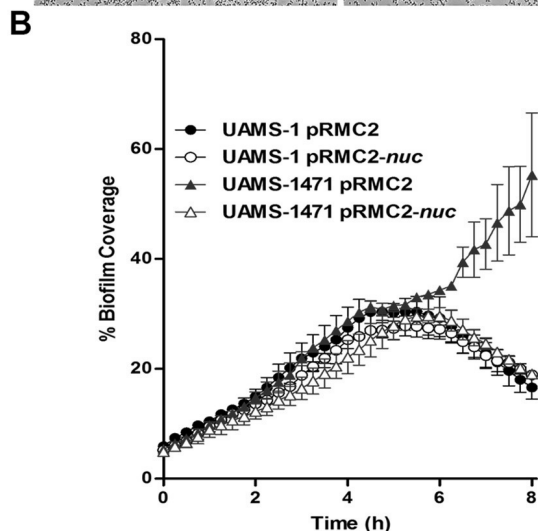 B
80
60
40
20
0
% Biofilm Coverage
UAMS-1 pRMC2
UAMS-1 pRMC2-nuc
UAMS-1471 pRMC2
UAMS-1471 pRMC2-nuc
0 2 4 6 8
Time (h)